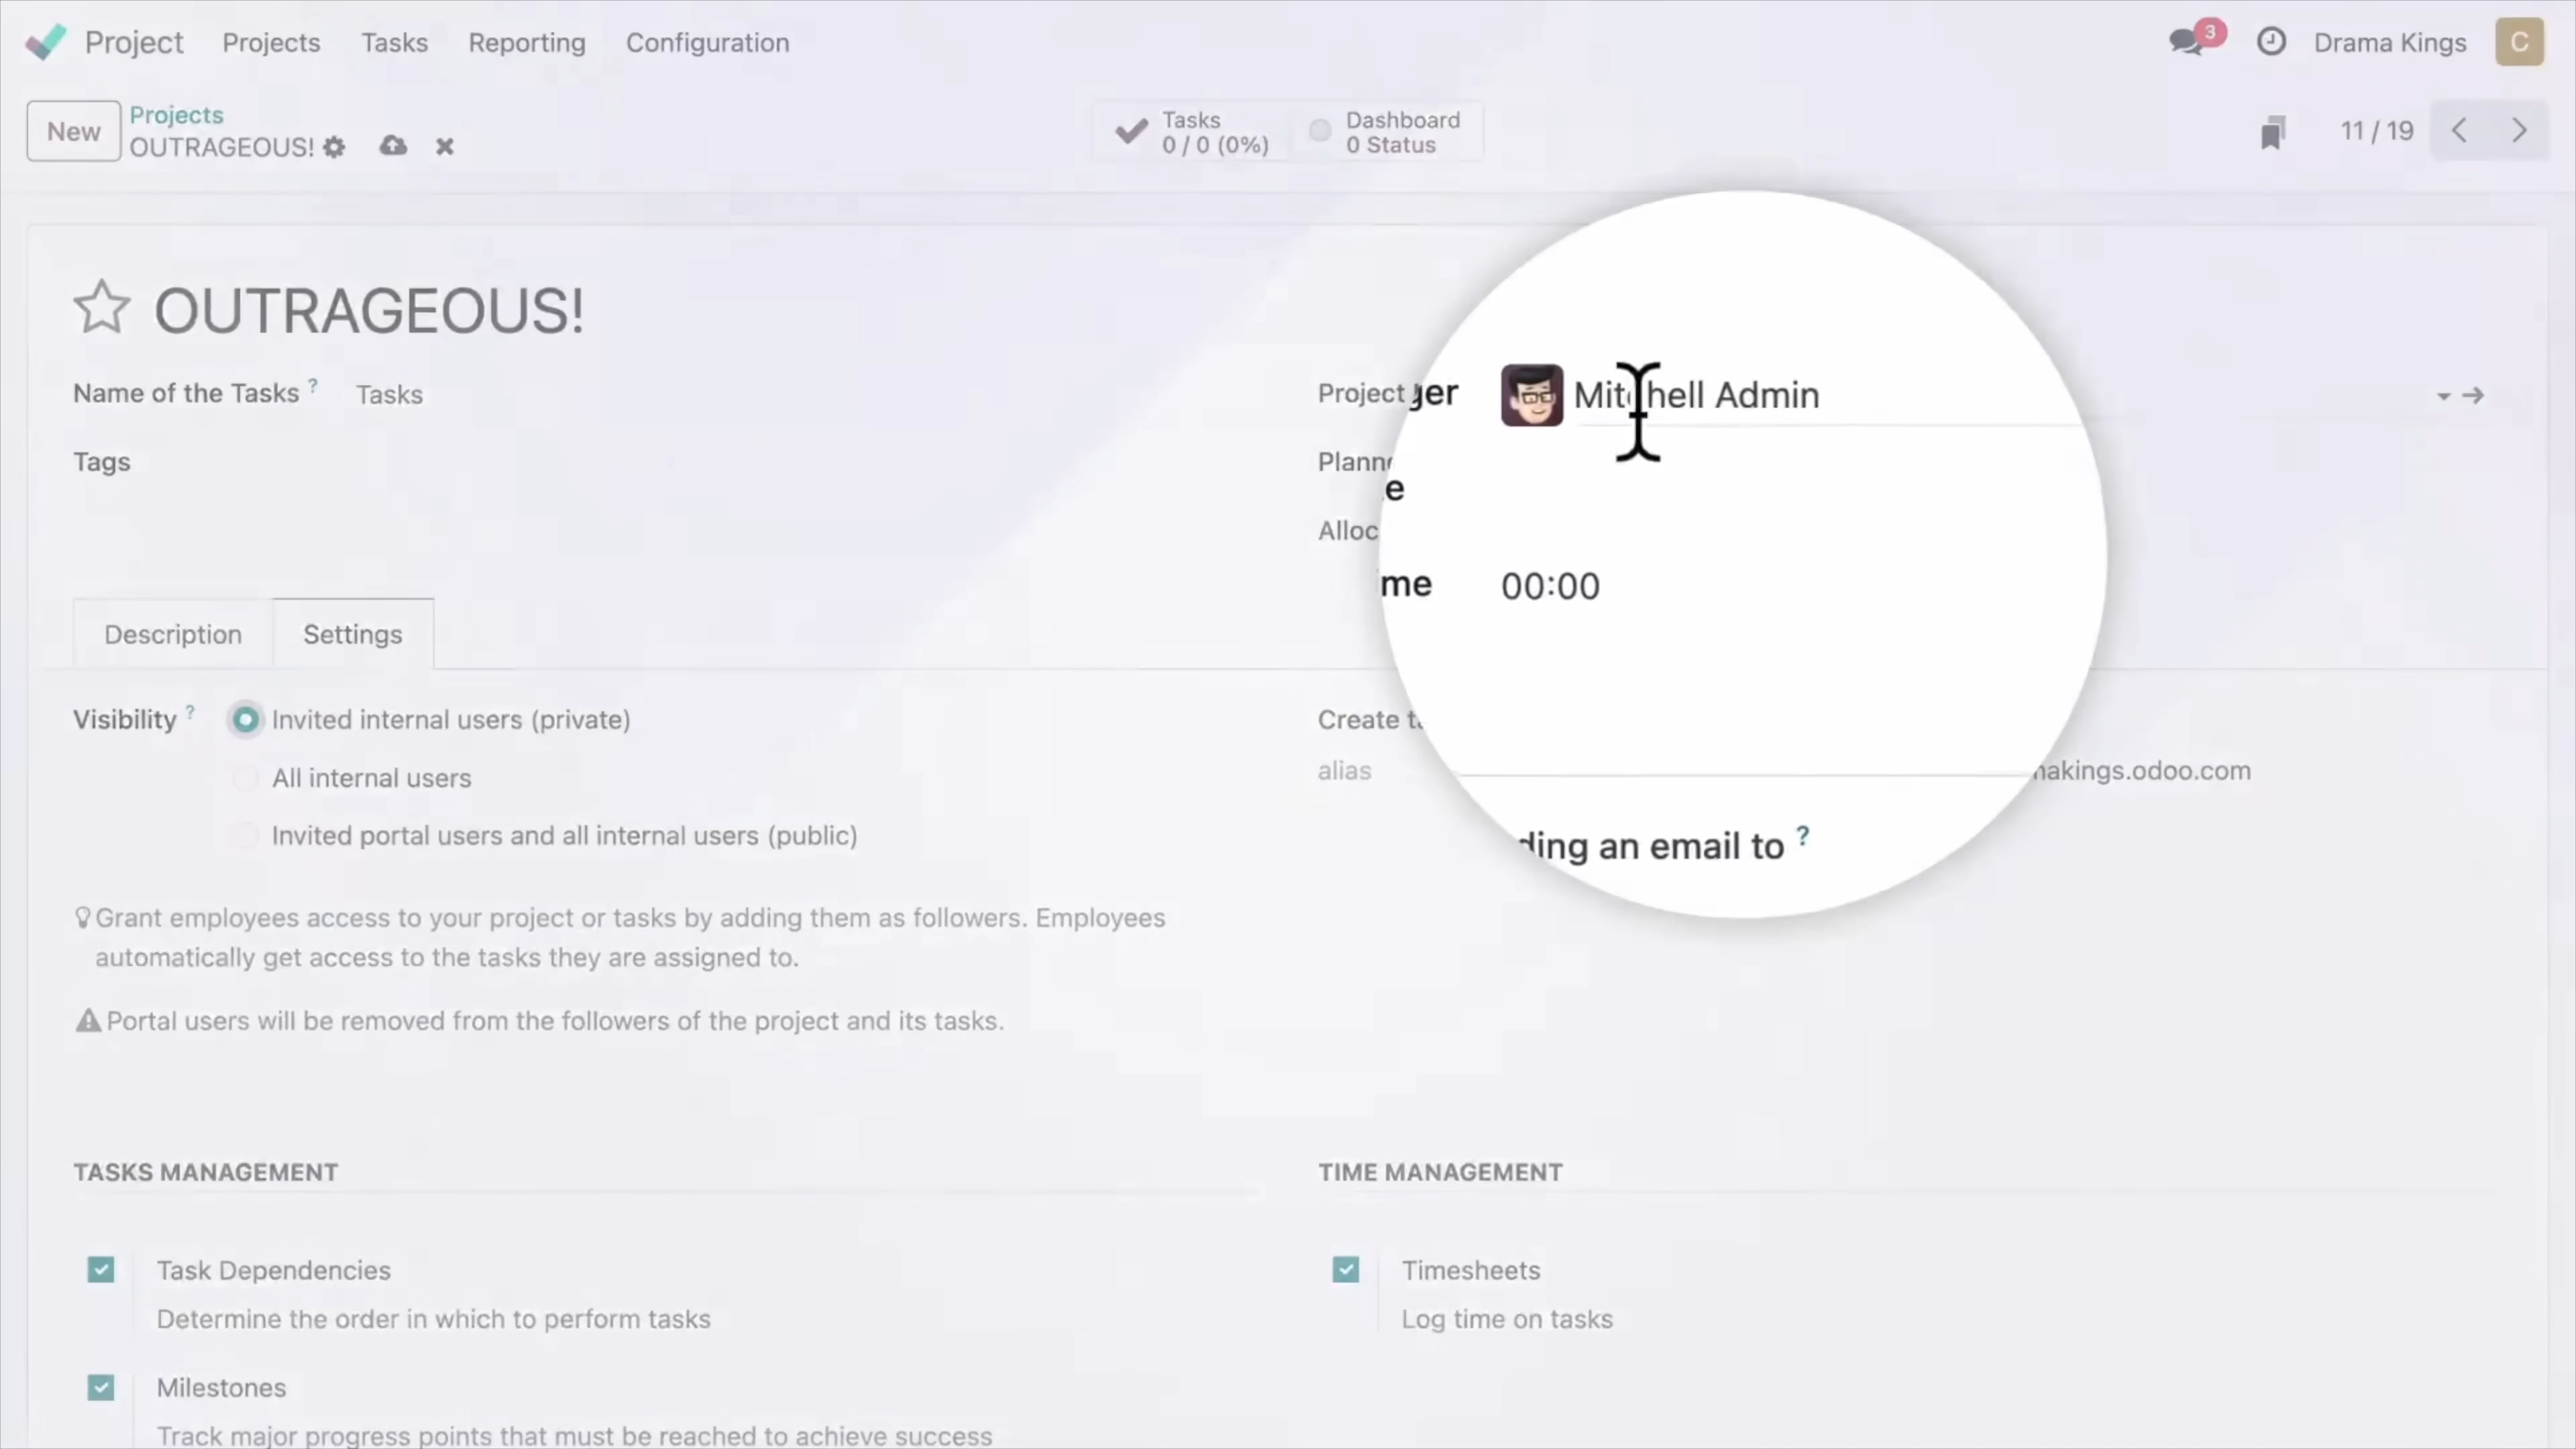 Project Projects Tasks Reporting Configuration 3 Drama Kings C
New Projects Tasks Dashboard 11 / 19
OUTRAGEOUS! 0 / 0 (0%) 0 Status
OUTRAGEOUS!
Name of the Tasks ? Tasks
Tags
Project ger Mitchell Admin
Plann
e
Alloc
me 00:00
Description Settings
Visibility ? Invited internal users (private)
All internal users
Invited portal users and all internal users (public)
Create t
alias makings.odoo.com
ding an email to ?
Grant employees access to your project or tasks by adding them as followers. Employees
automatically get access to the tasks they are assigned to.
Portal users will be removed from the followers of the project and its tasks.
TASKS MANAGEMENT
Task Dependencies
Determine the order in which to perform tasks
Milestones
Track major progress points that must be reached to achieve success
TIME MANAGEMENT
Timesheets
Log time on tasks